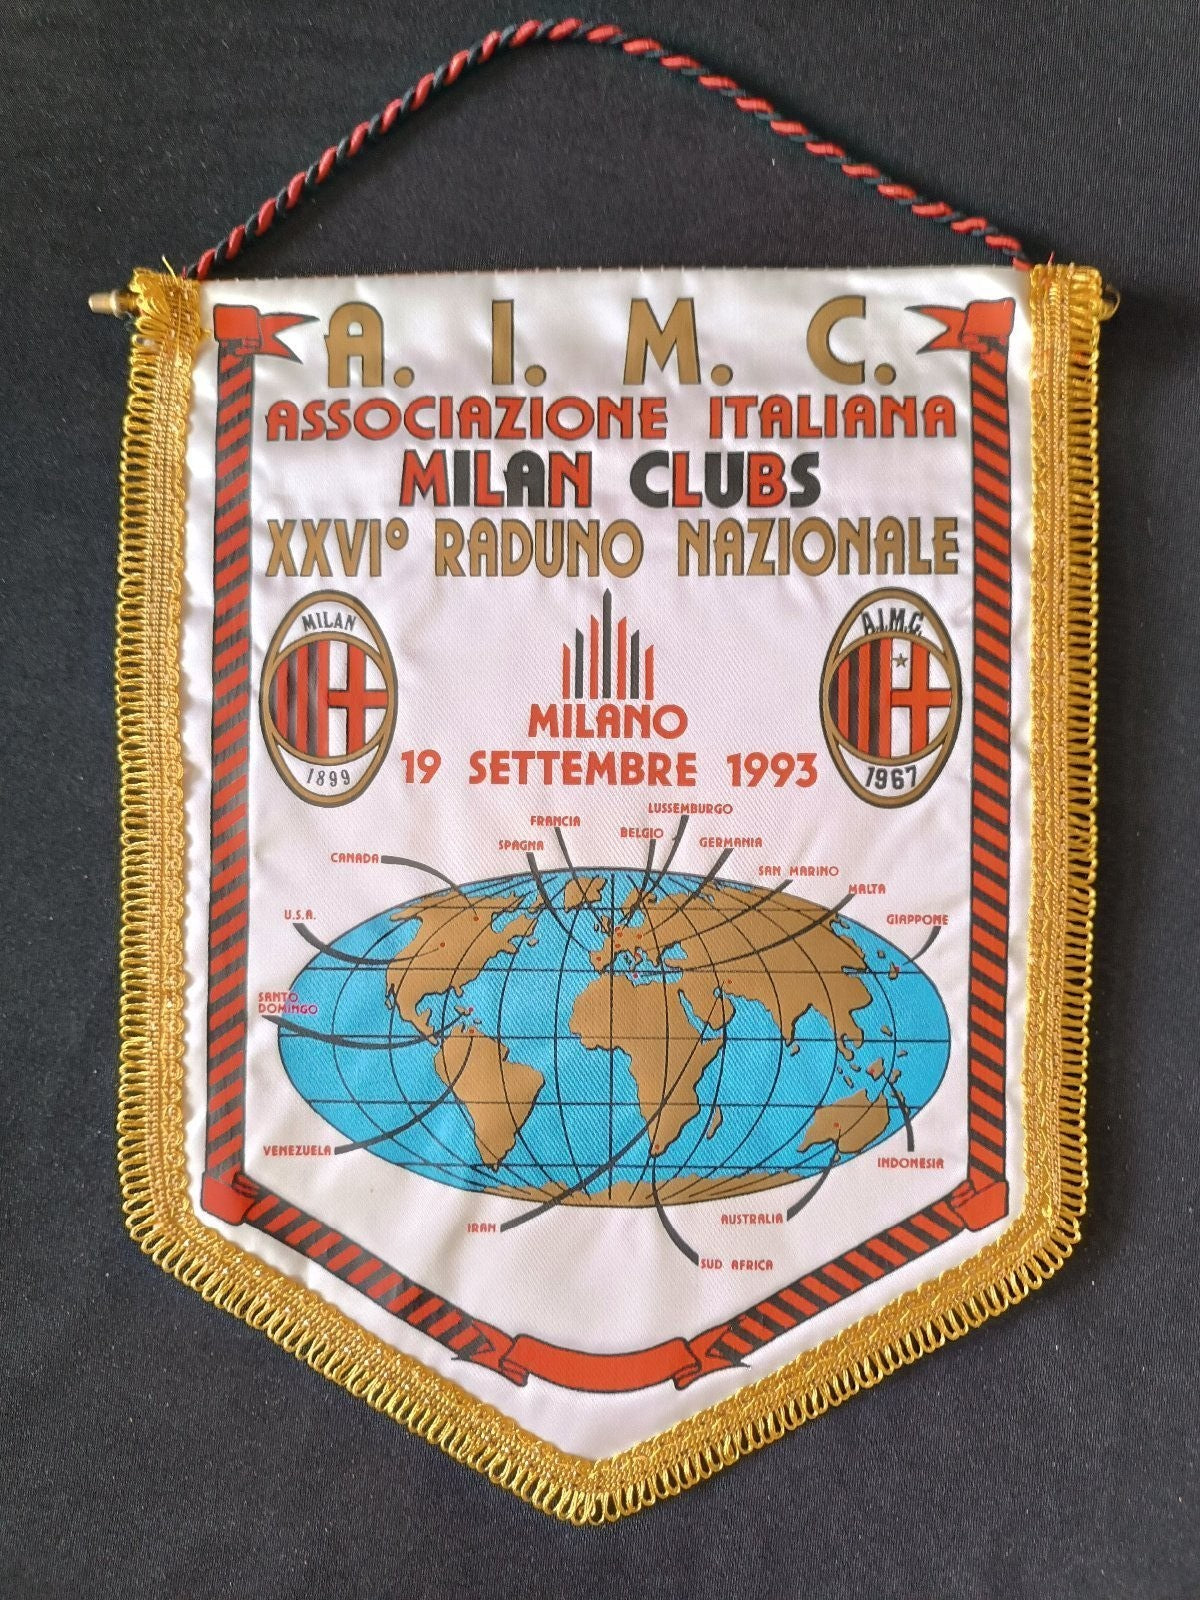 A. I. M. C.
ASSOCIAZIONE ITALIANA
MILAN CLUBS
XXVI° RADUNO NAZIONALE
MILAN
1899
A.I.M.C.
1967
MILANO
19 SETTEMBRE 1993
LUSSEMBURGO
FRANCIA
BELGIO
SPAGNA
GERMANIA
CANADA
SAN MARINO
MALTA
U.S.A.
GIAPPONE
SANTO
DOMINGO
VENEZUELA
INDONESIA
IRAN
AUSTRALIA
SUD AFRICA